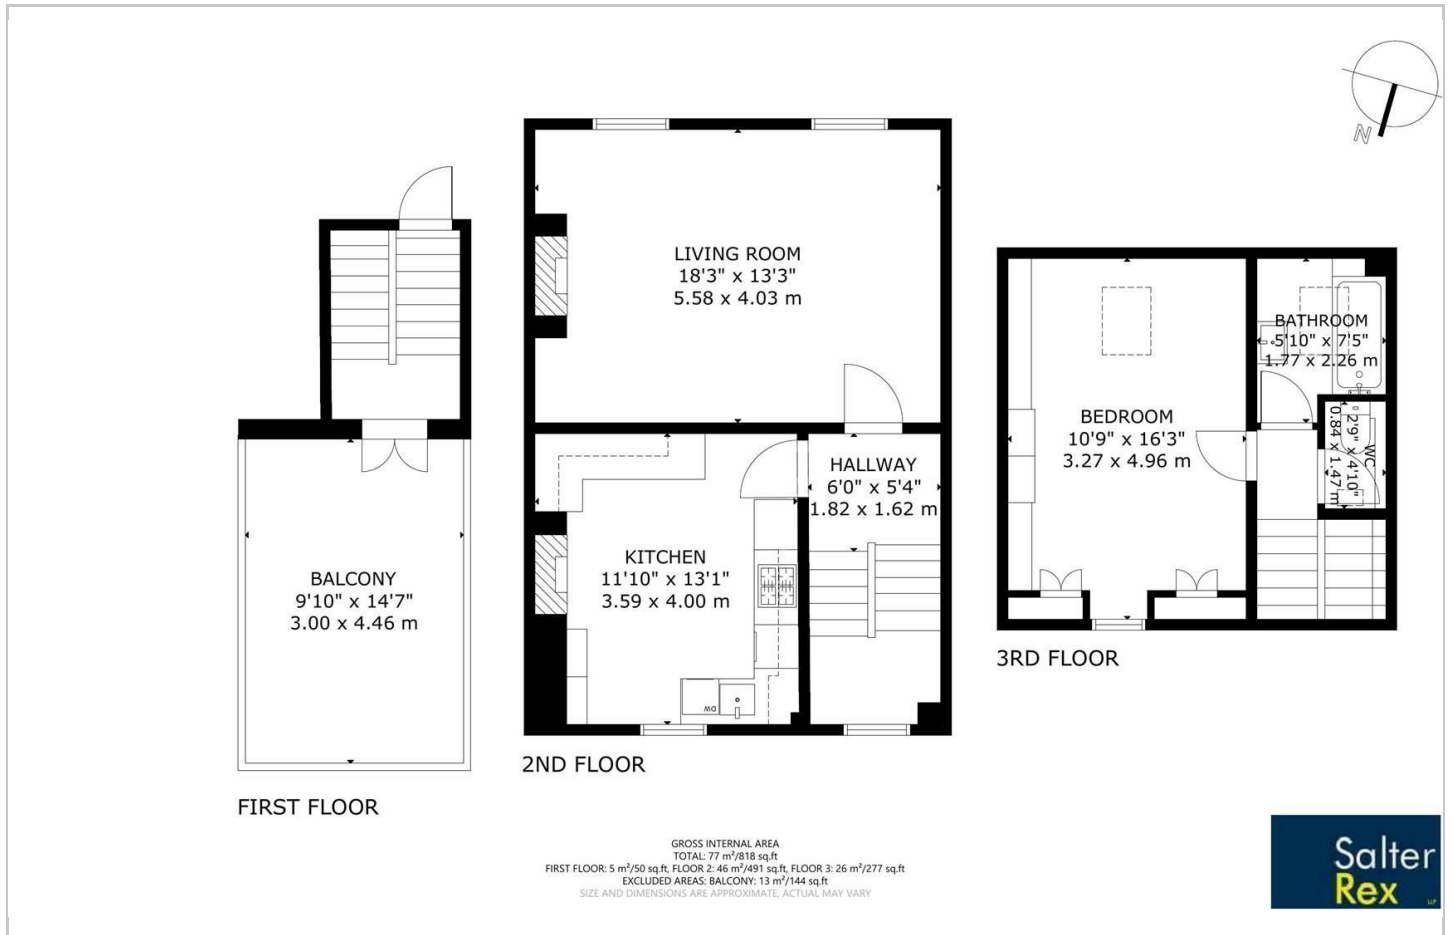 N
LIVING ROOM
18'3" x 13'3"
5.58 x 4.03 m
BATHROOM
5'10" x 7'5"
1.77 x 2.26 m
BEDROOM
10'9" x 16'3"
3.27 x 4.96 m
WC
2'9" x 4'10"
0.84 x 1.47 m
HALLWAY
6'0" x 5'4"
1.82 x 1.62 m
KITCHEN
11'10" x 13'1"
3.59 x 4.00 m
DW
BALCONY
9'10" x 14'7"
3.00 x 4.46 m
3RD FLOOR
2ND FLOOR
FIRST FLOOR
GROSS INTERNAL AREA
TOTAL: 77 m²/818 sq.ft
FIRST FLOOR: 5 m²/50 sq.ft, FLOOR 2: 46 m²/491 sq.ft, FLOOR 3: 26 m²/277 sq.ft
EXCLUDED AREAS: BALCONY: 13 m²/144 sq.ft
SIZE AND DIMENSIONS ARE APPROXIMATE, ACTUAL MAY VARY
Salter
Rex
LLP